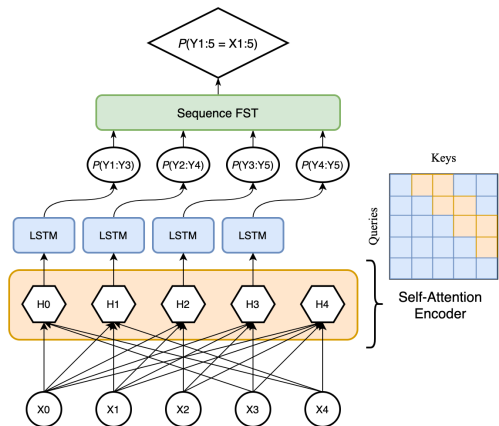 P(Y1:5 = X1:5)
Sequence FST
P(Y1:Y3) P(Y2:Y4) P(Y3:Y5) P(Y4:Y5)
Keys
Queries
LSTM LSTM LSTM LSTM
H0 H1 H2 H3 H4
Self-Attention
Encoder
X0 X1 X2 X3 X4